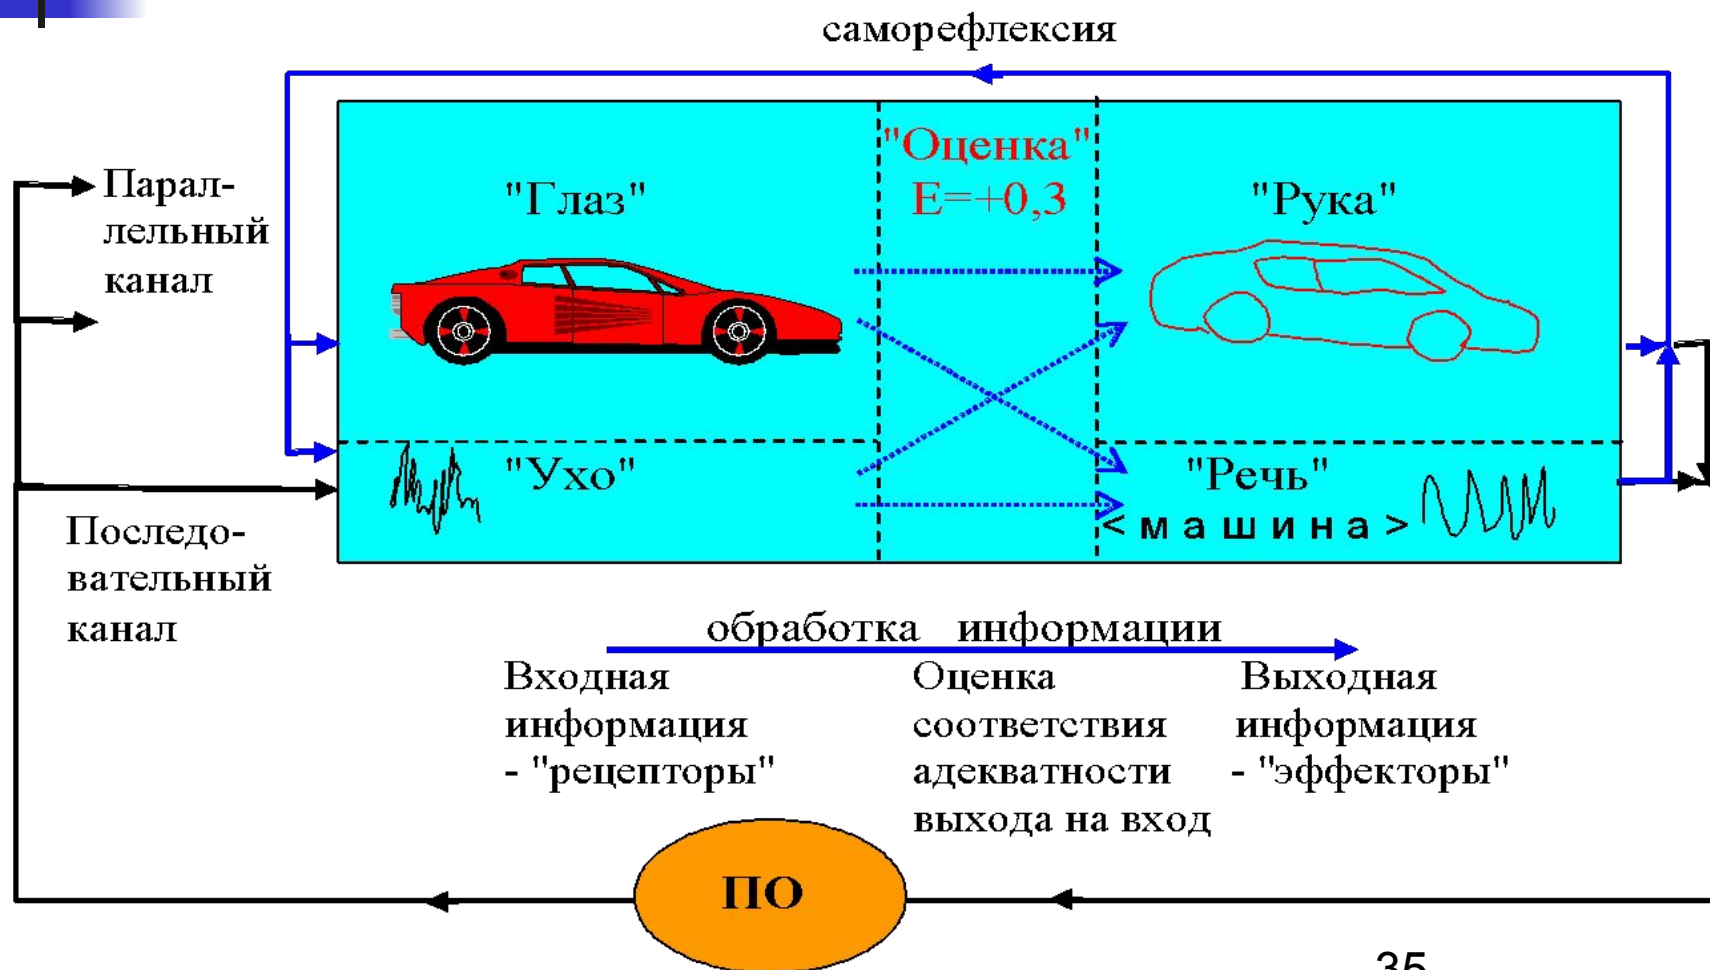 саморефлексия
"Оценка"
E=+0,3
"Глаз"
"Рука"
Парал-
лельный
канал
"Ухо"
"Речь"
<машина>
Последо-
вательный
канал
обработка информации
Входная
информация
- "рецепторы"
Оценка
соответствия
адекватности
выхода на вход
Выходная
информация
- "эффекторы"
ПО
35